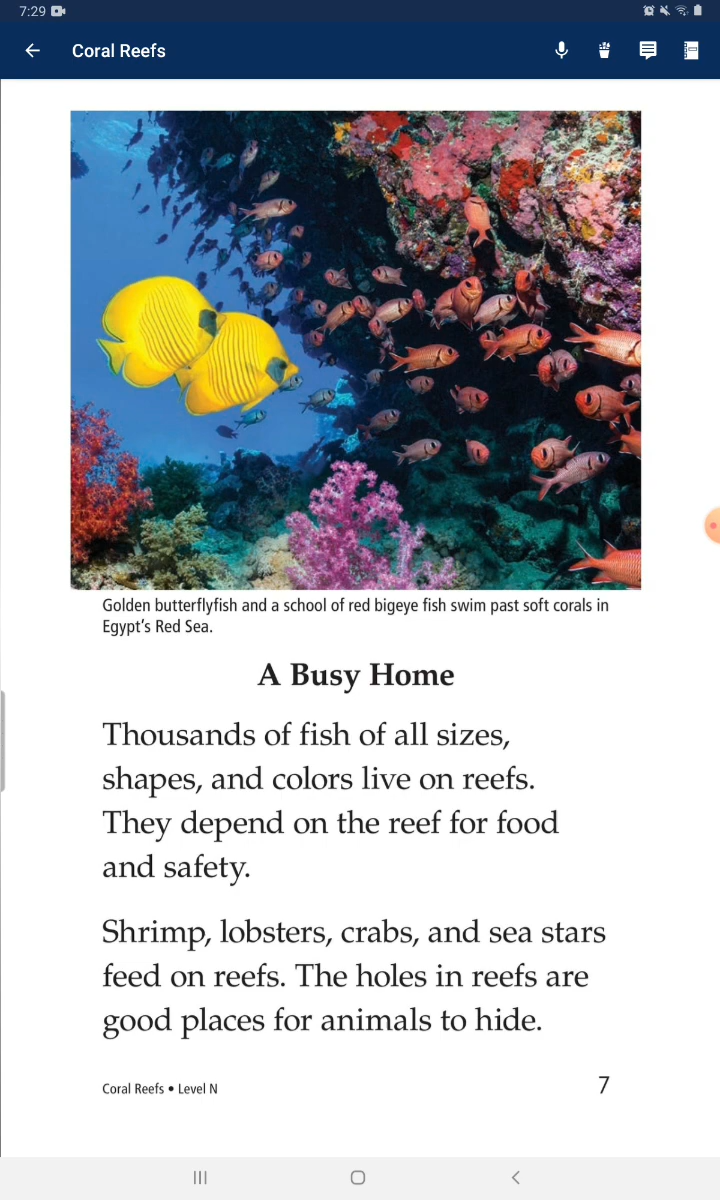 7:29
Coral Reefs
Golden butterflyfish and a school of red bigeye fish swim past soft corals in
Egypt's Red Sea.
A Busy Home
Thousands of fish of all sizes,
shapes, and colors live on reefs.
They depend on the reef for food
and safety.
Shrimp, lobsters, crabs, and sea stars
feed on reefs. The holes in reefs are
good places for animals to hide.
Coral Reefs • Level N
7